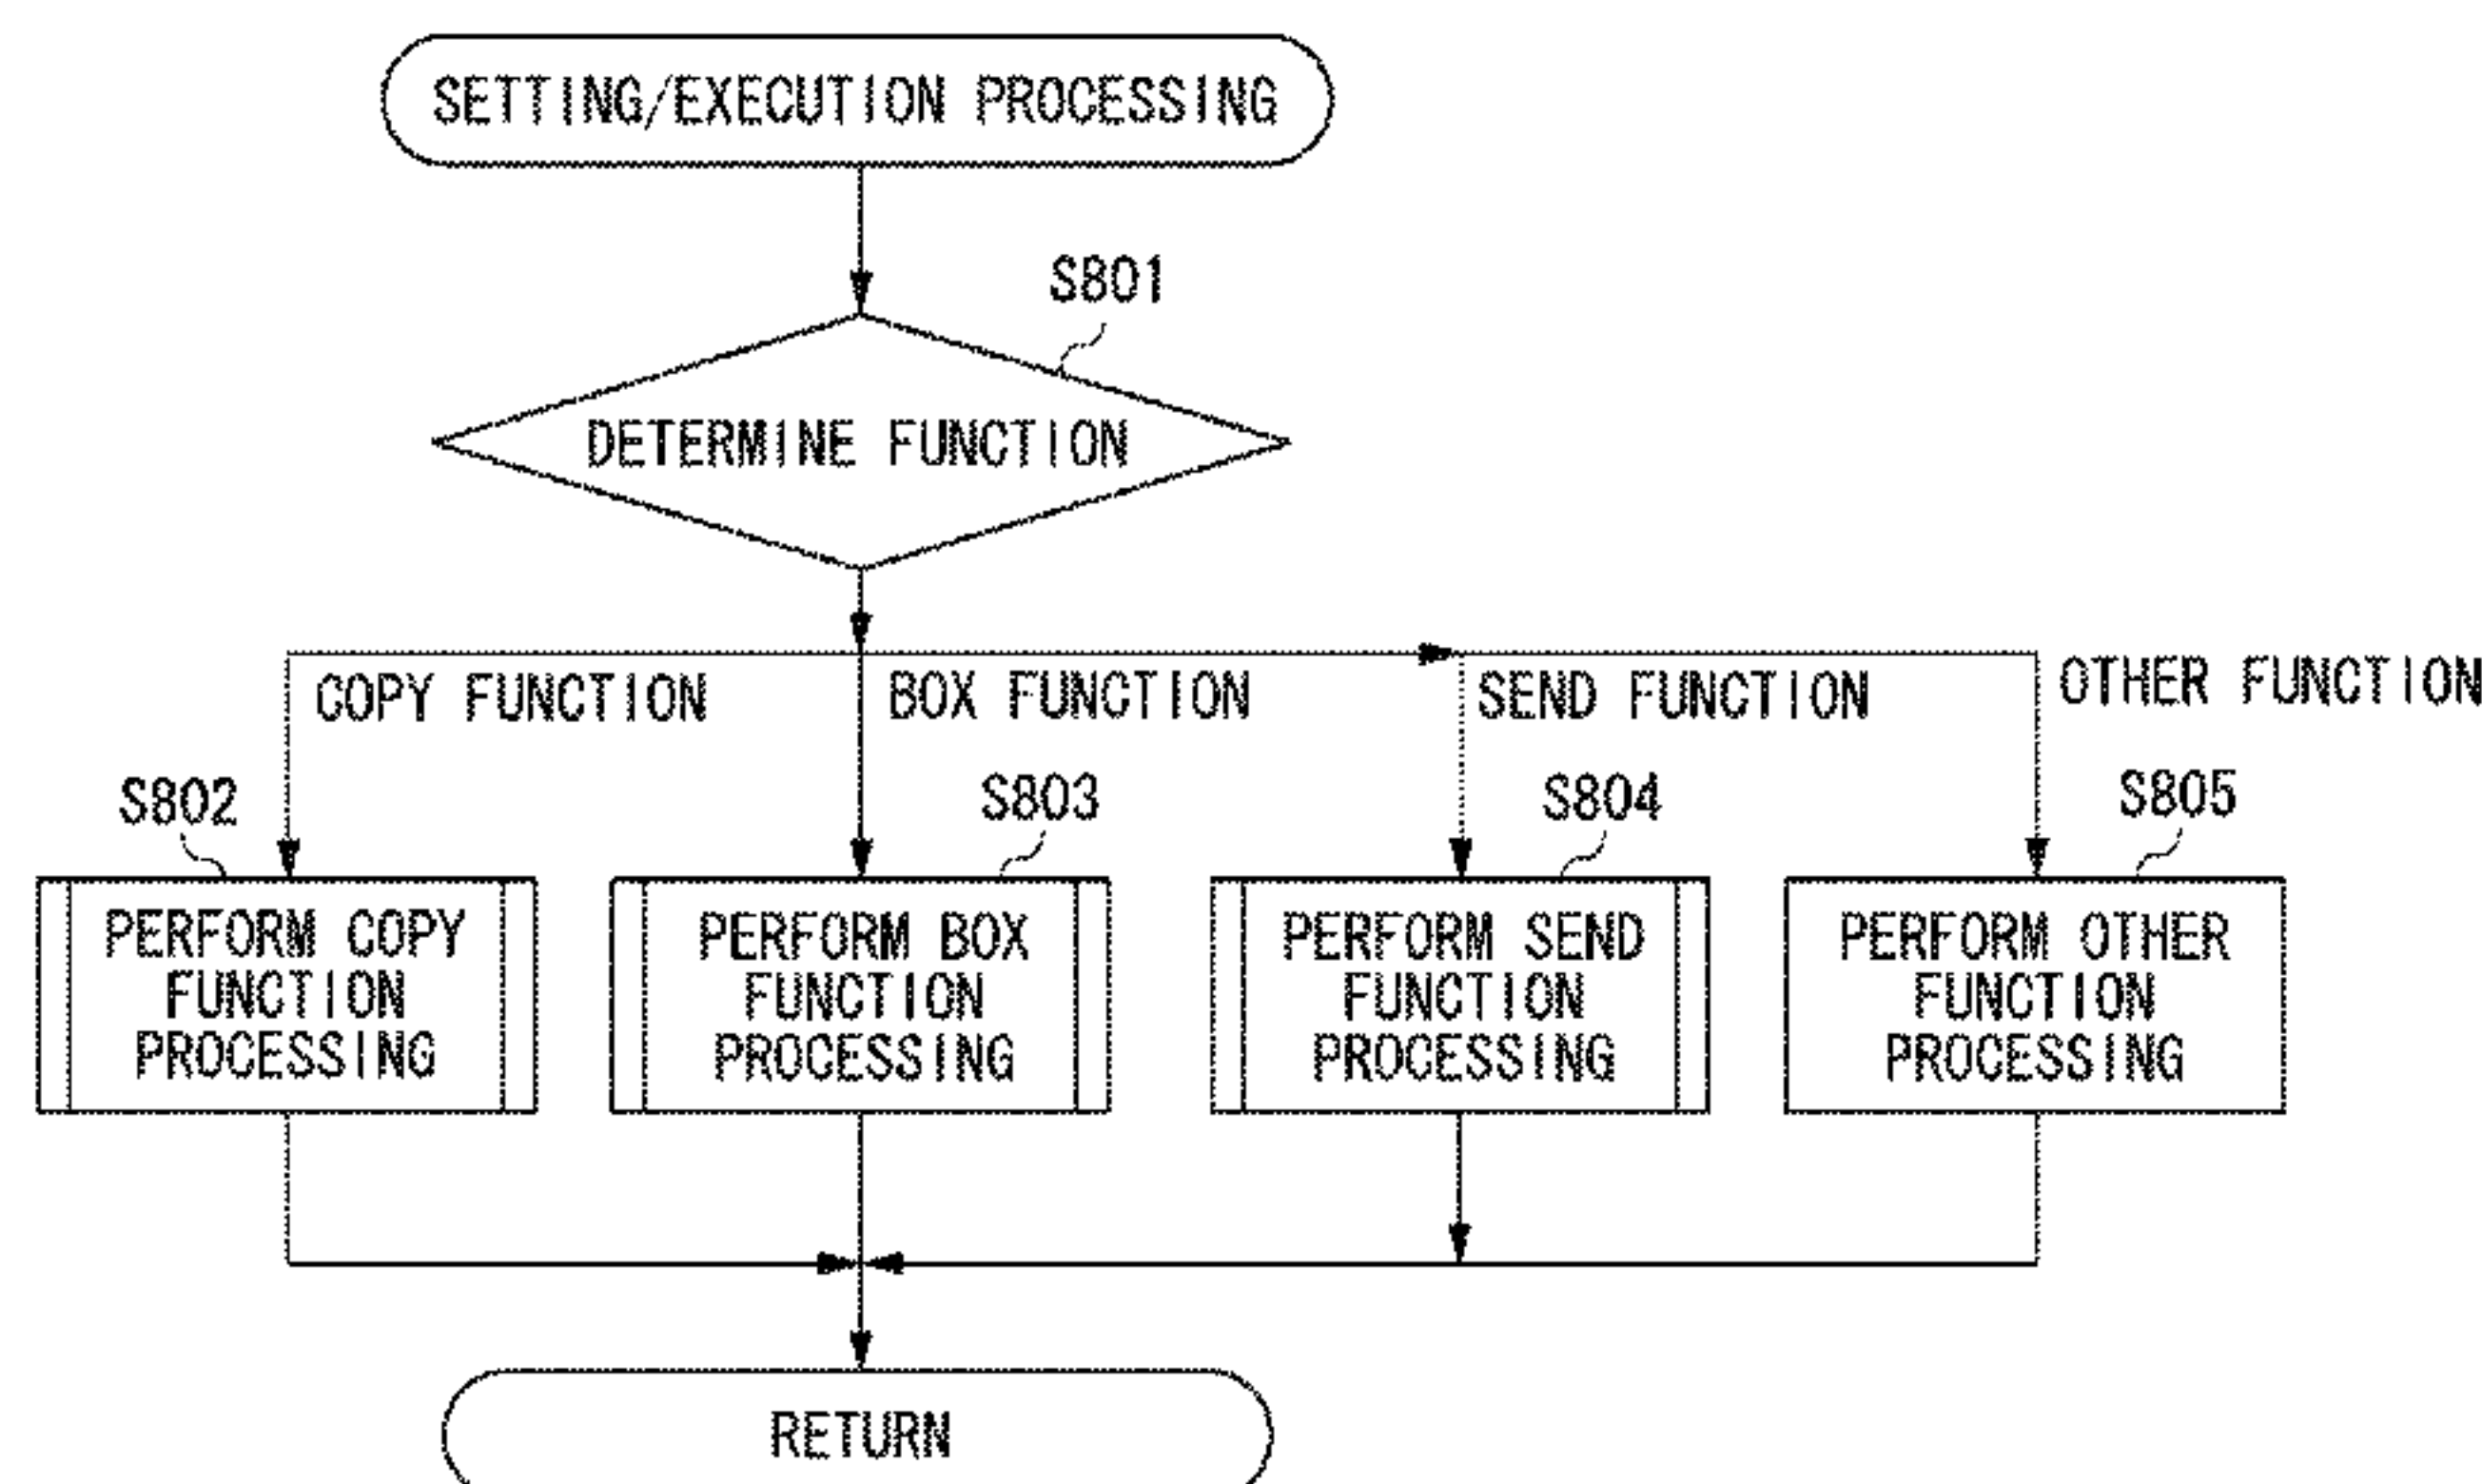 SETTING/EXECUTION PROCESSING
S801
DETERMINE FUNCTION
COPY FUNCTION
BOX FUNCTION
SEND FUNCTION
OTHER FUNCTION
S802
S803
S804
S805
PERFORM COPY
FUNCTION
PROCESSING
PERFORM BOX
FUNCTION
PROCESSING
PERFORM SEND
FUNCTION
PROCESSING
PERFORM OTHER
FUNCTION
PROCESSING
RETURN